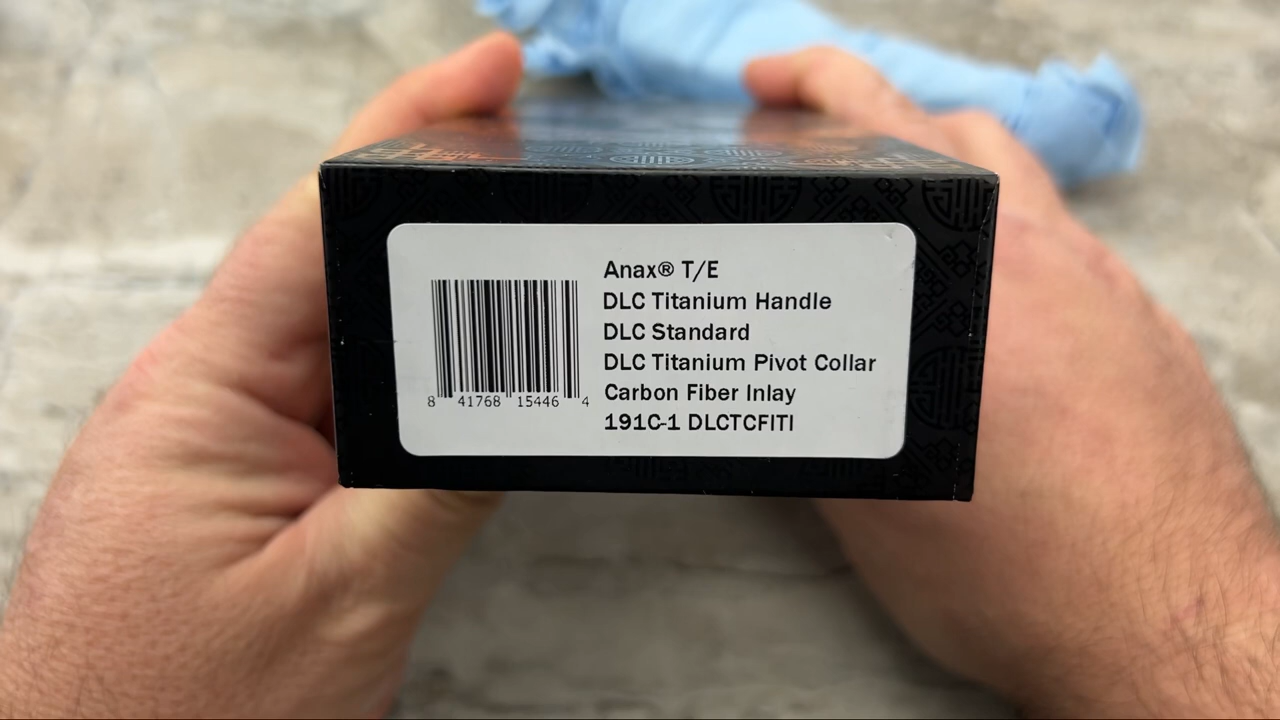 Anax® T/E
DLC Titanium Handle
DLC Standard
DLC Titanium Pivot Collar
Carbon Fiber Inlay
191C-1 DLCTCFITI
8 41768 15446 4